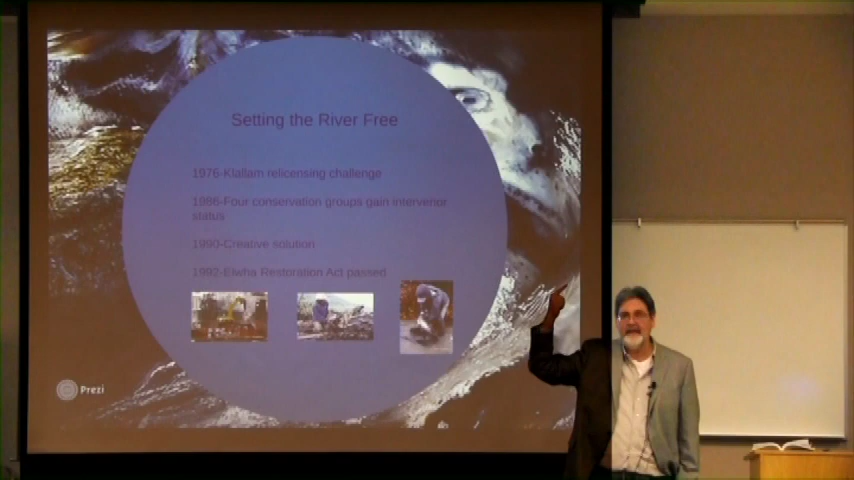 Setting the River Free
1976-Klallam relicensing challenge
1986-Four conservation groups gain intervenor
status
1990-Creative solution
1992-Elwha Restoration Act passed
Prezi